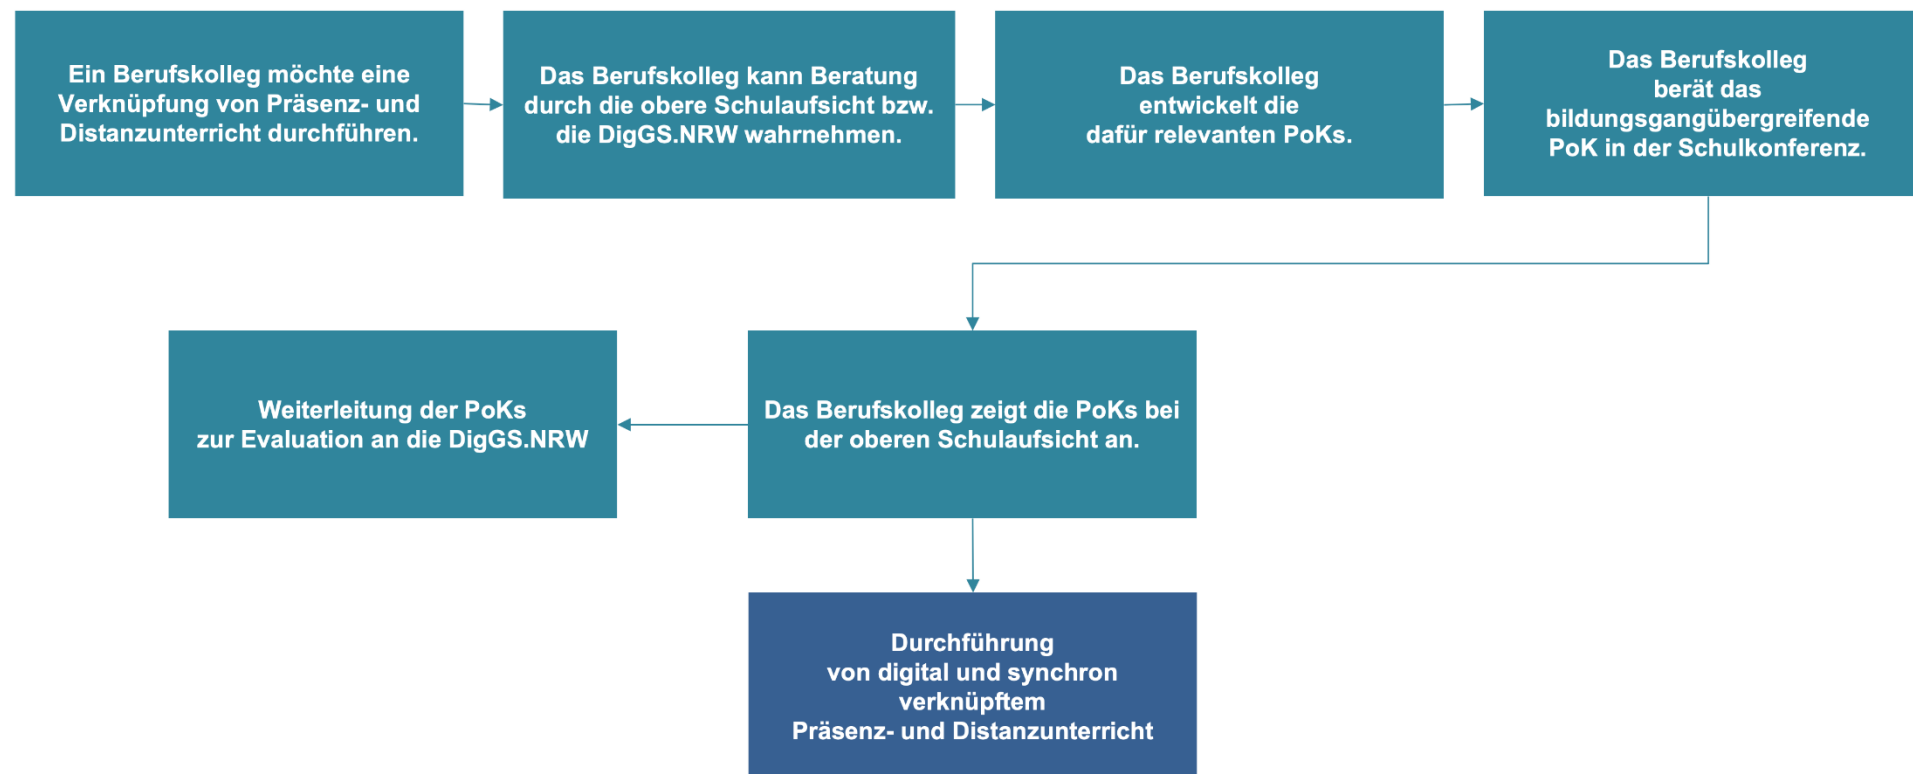 Ein Berufskolleg möchte eine
Verknüpfung von Präsenz- und
Distanzunterricht durchführen.
Das Berufskolleg kann Beratung
durch die obere Schulaufsicht bzw.
die DigGS.NRW wahrnehmen.
Das Berufskolleg
entwickelt die
dafür relevanten PoKs.
Das Berufskolleg
berät das
bildungsgangübergreifende
PoK in der Schulkonferenz.
Weiterleitung der PoKs
zur Evaluation an die DigGS.NRW
Das Berufskolleg zeigt die PoKs bei
der oberen Schulaufsicht an.
Durchführung
von digital und synchron
verknüpftem
Präsenz- und Distanzunterricht